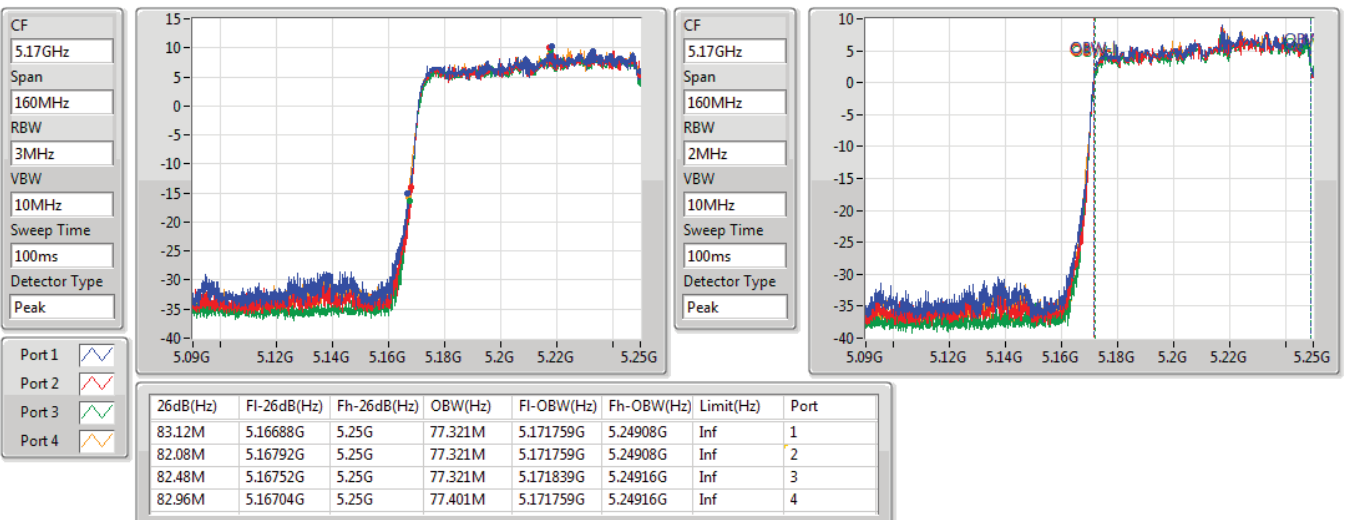 CF
5.17GHz
Span
160MHz
RBW
3MHz
VBW
10MHz
Sweep Time
100ms
Detector Type
Peak
15
10
5
0
-5
-10
-15
-20
-25
-30
-35
-40
5.09G 5.12G 5.14G 5.16G 5.18G 5.2G 5.22G 5.25G
CF
5.17GHz
Span
160MHz
RBW
2MHz
VBW
10MHz
Sweep Time
100ms
Detector Type
Peak
10
5
0
-5
-10
-15
-20
-25
-30
-35
-40
OBW
OBW
5.09G 5.12G 5.14G 5.16G 5.18G 5.2G 5.22G 5.25G
Port 1
Port 2
Port 3
Port 4
26dB(Hz) Fl-26dB(Hz) Fh-26dB(Hz) OBW(Hz) Fl-OBW(Hz) Fh-OBW(Hz) Limit(Hz) Port
83.12M 5.16688G 5.25G 77.321M 5.171759G 5.24908G Inf 1
82.08M 5.16792G 5.25G 77.321M 5.171759G 5.24908G Inf 2
82.48M 5.16752G 5.25G 77.321M 5.171839G 5.24916G Inf 3
82.96M 5.16704G 5.25G 77.401M 5.171759G 5.24916G Inf 4